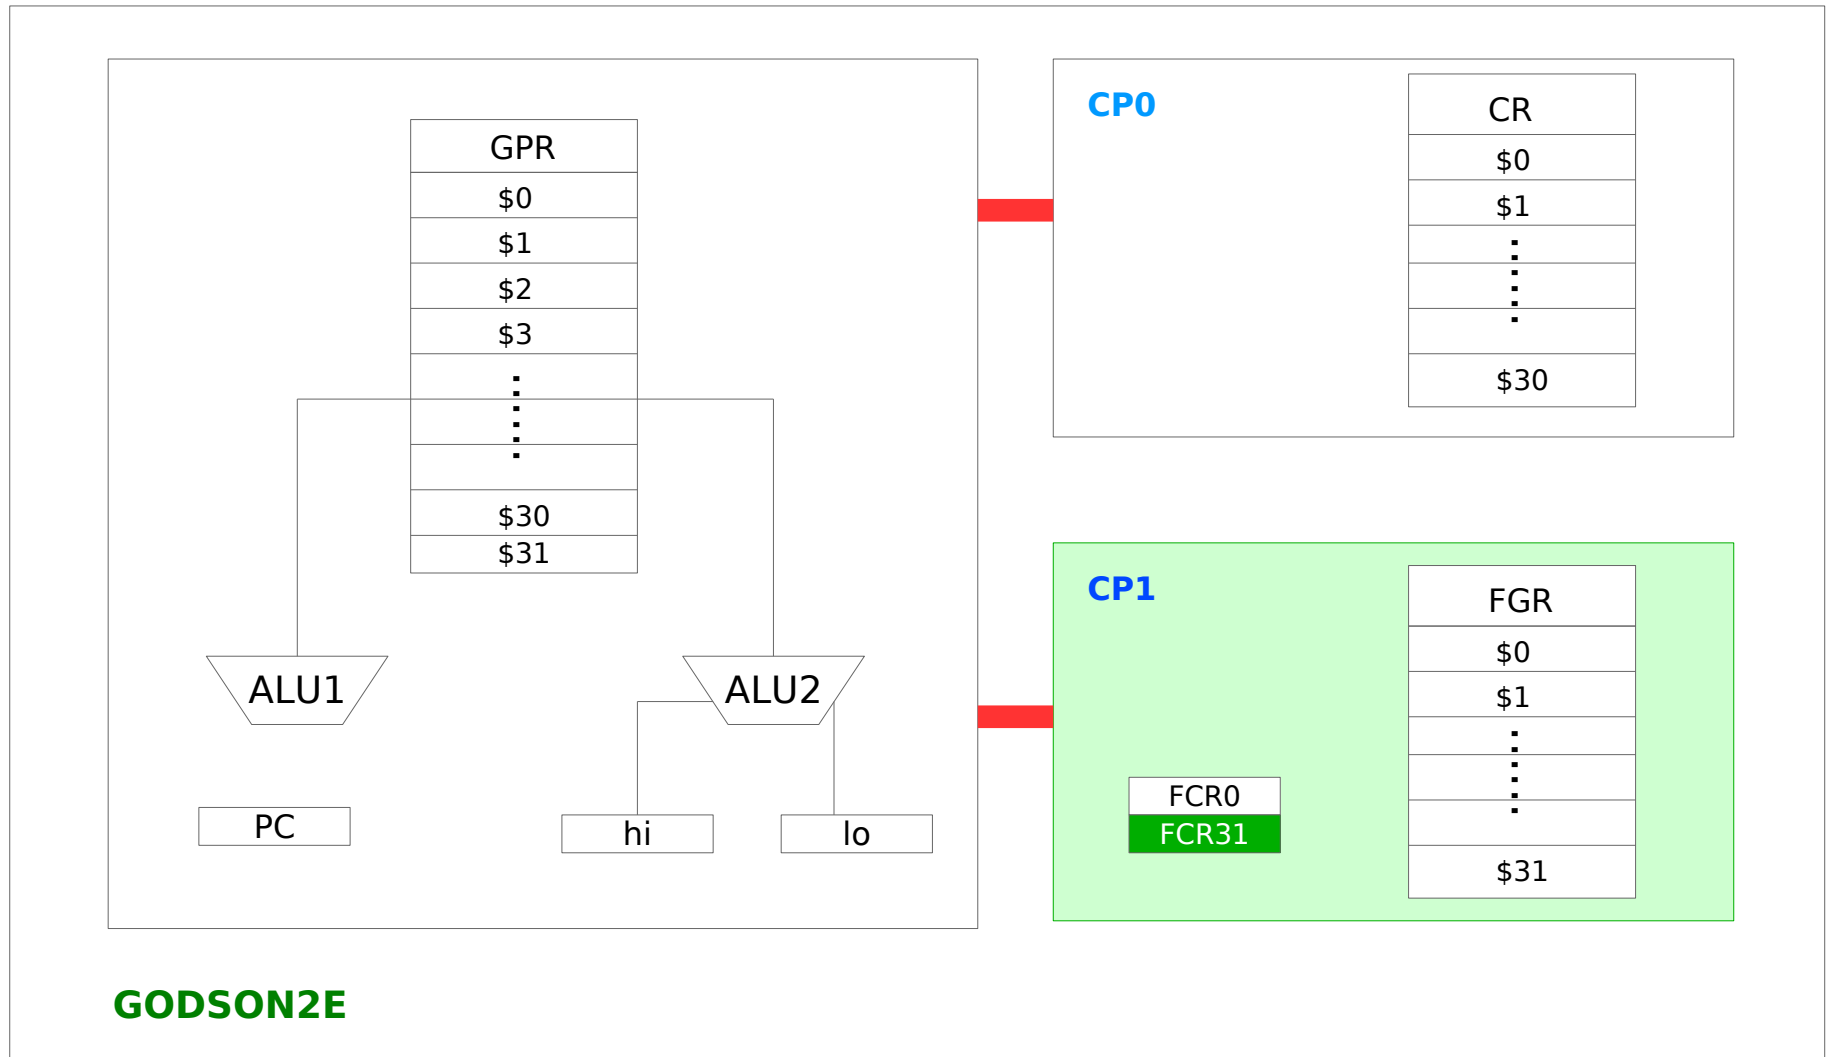 GPR
$0
$1
$2
$3
$30
$31
ALU1
ALU2
PC
hi
lo
CP0
CR
$0
$1
$30
CP1
FGR
$0
$1
$31
FCR0
FCR31
GODSON2E